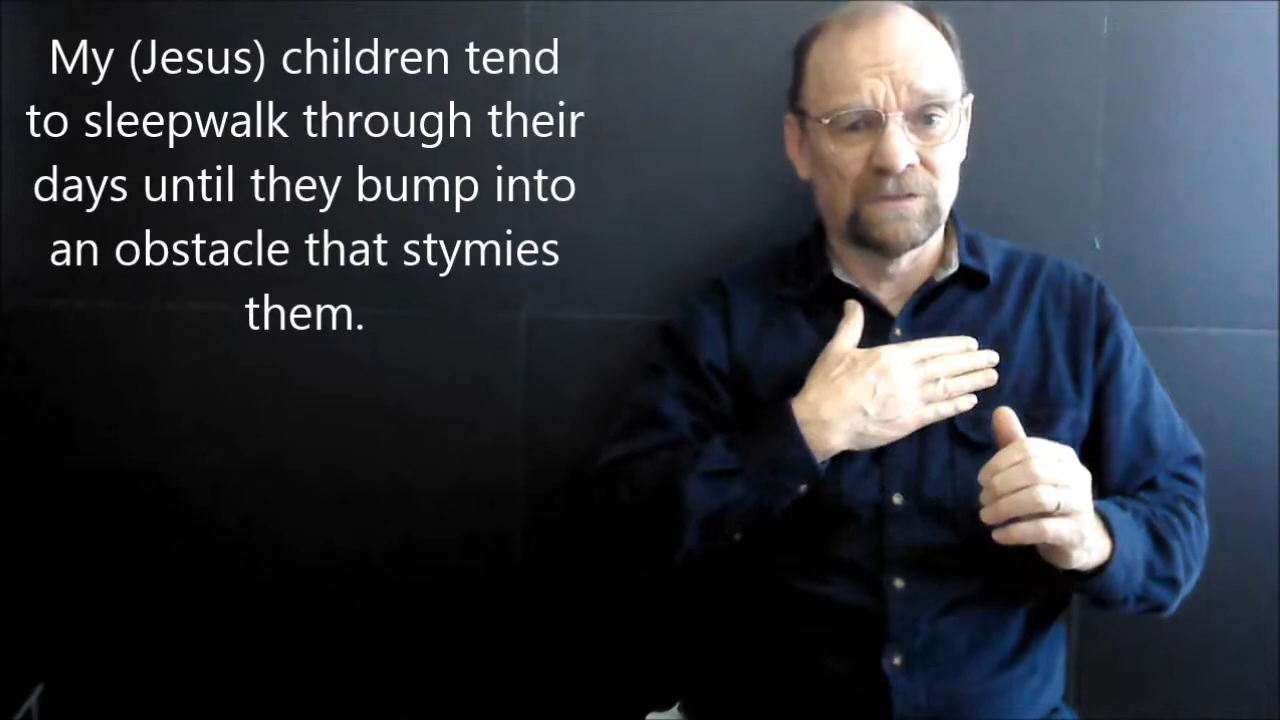 My (Jesus) children tend
to sleepwalk through their
days until they bump into
an obstacle that stymies
them.